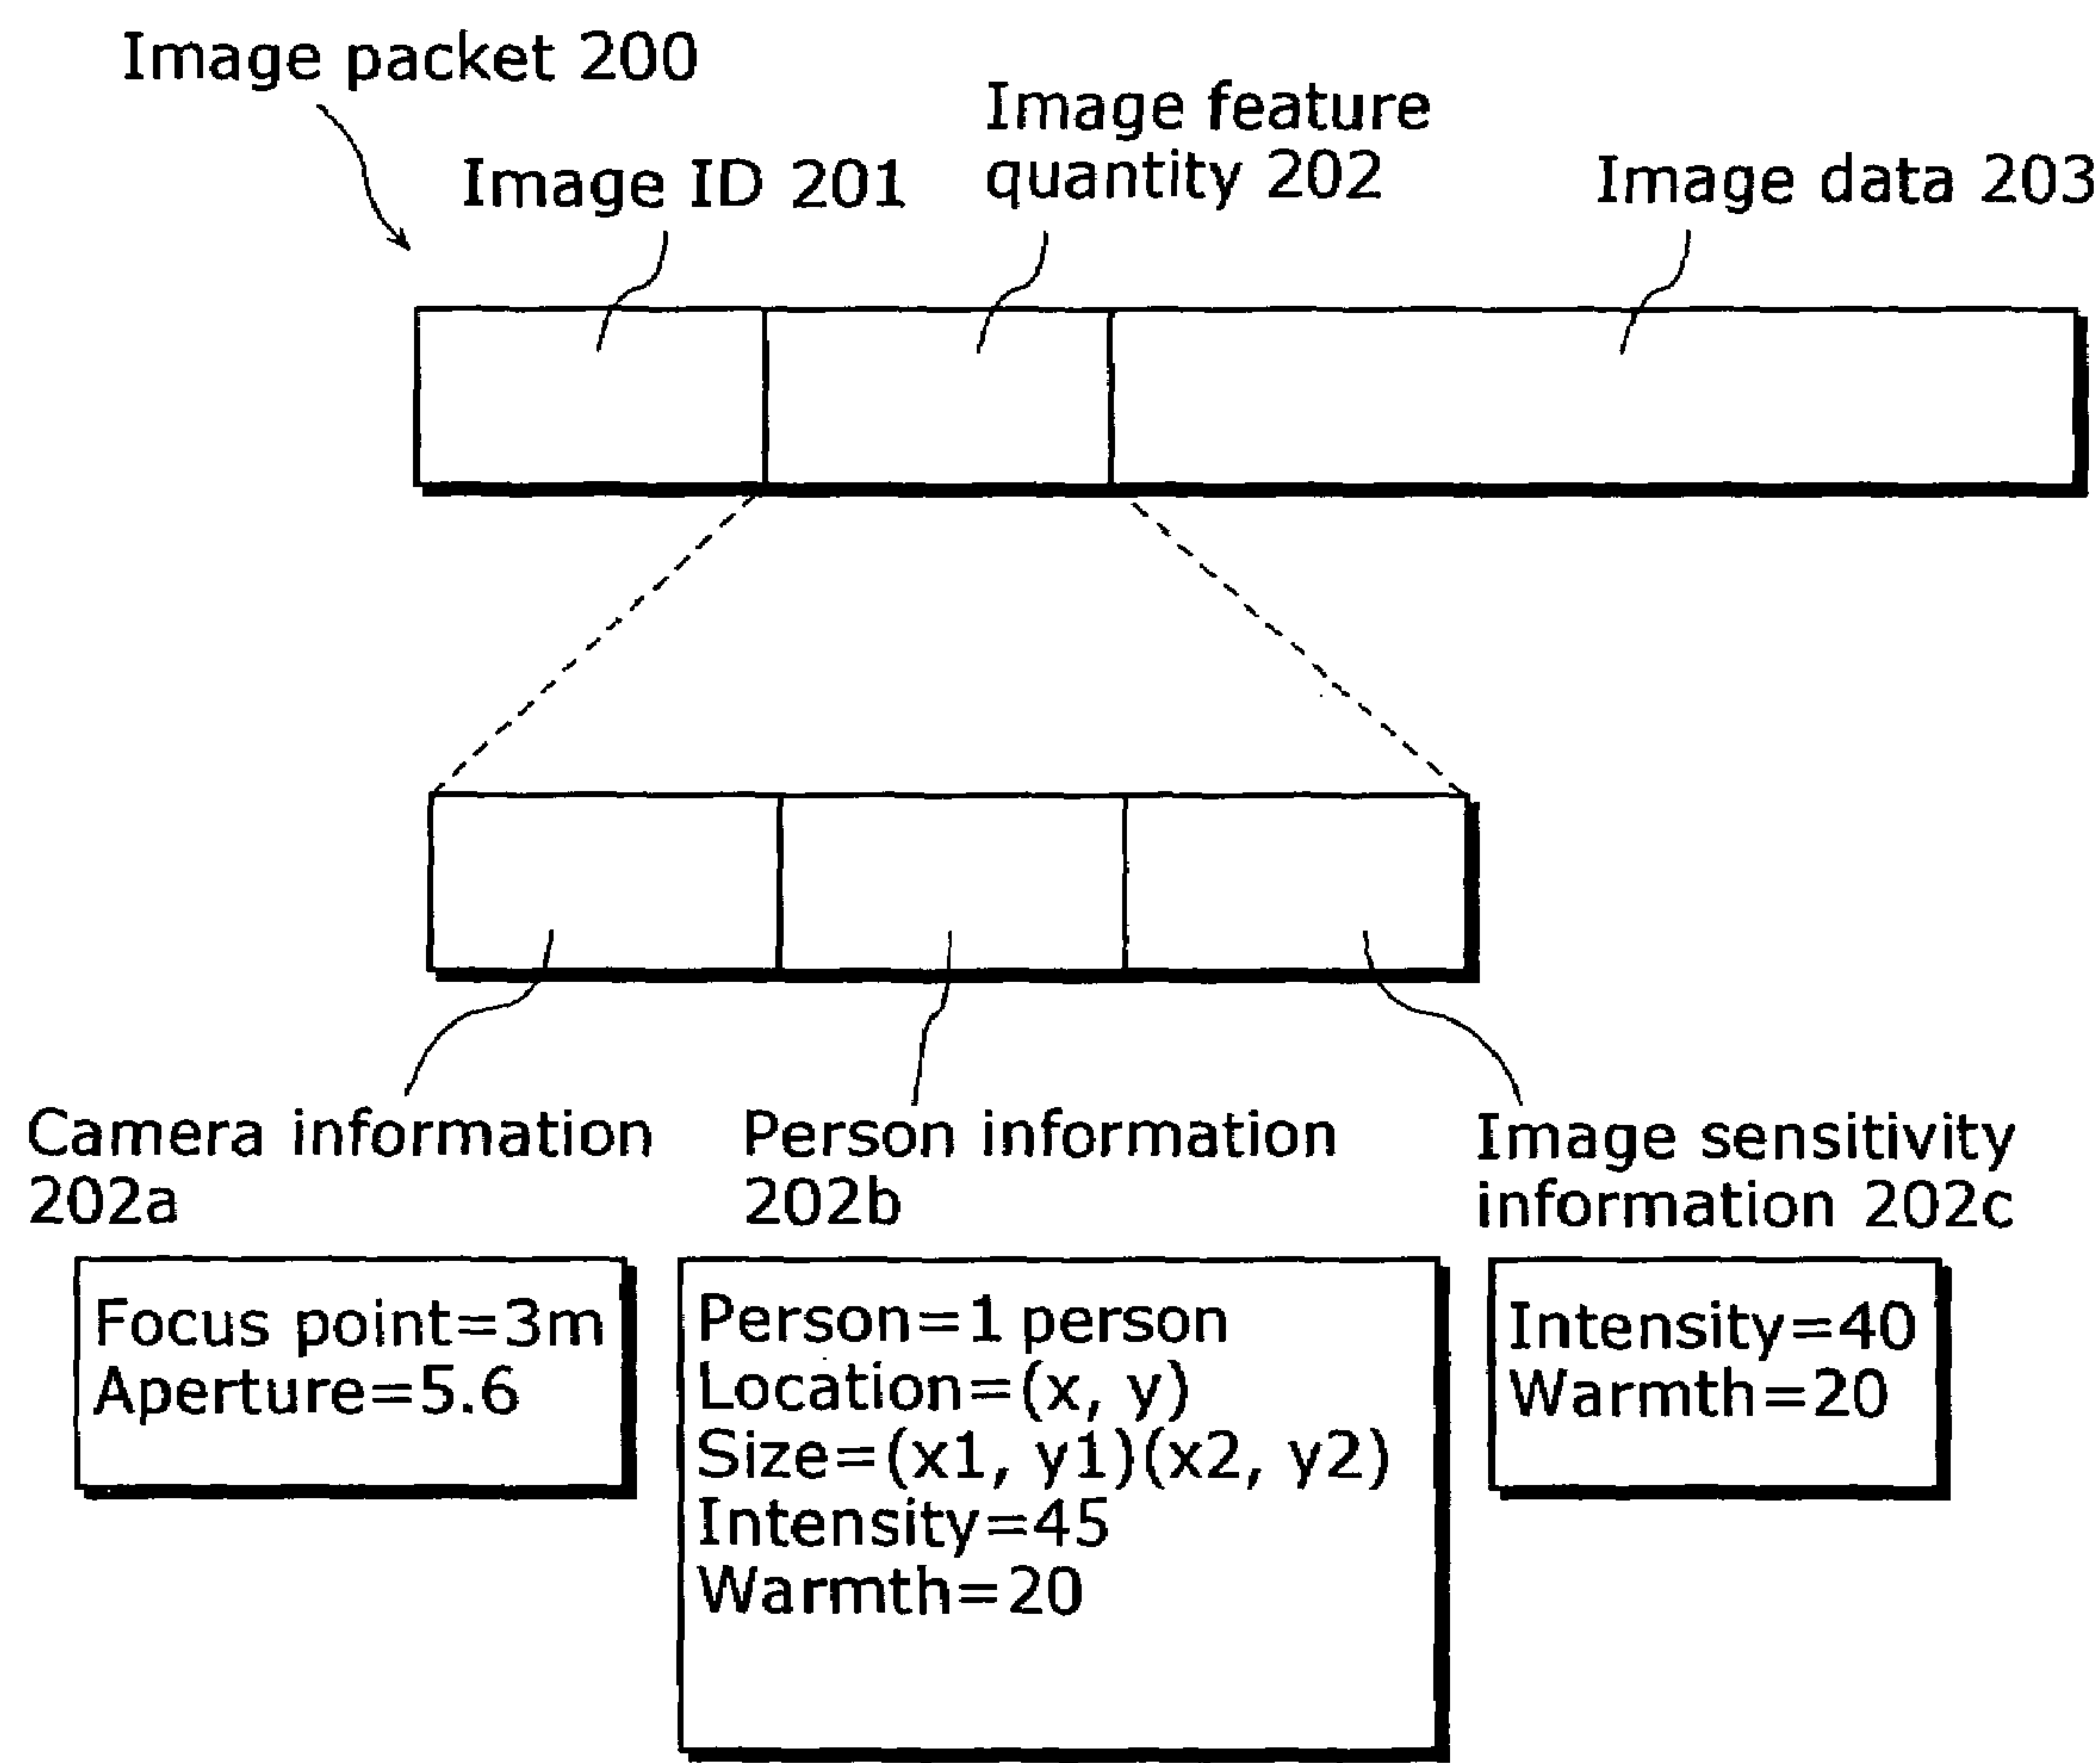 Image packet 200
Image feature
quantity 202
Image ID 201
Image data 203
Camera information
202a
Person information
202b
Image sensitivity
information 202c
Focus point=3m
Aperture=5.6
Person=1 person
Location=(x, y)
Size=(x1, y1)(x2, y2)
Intensity=45
Warmth=20
Intensity=40
Warmth=20